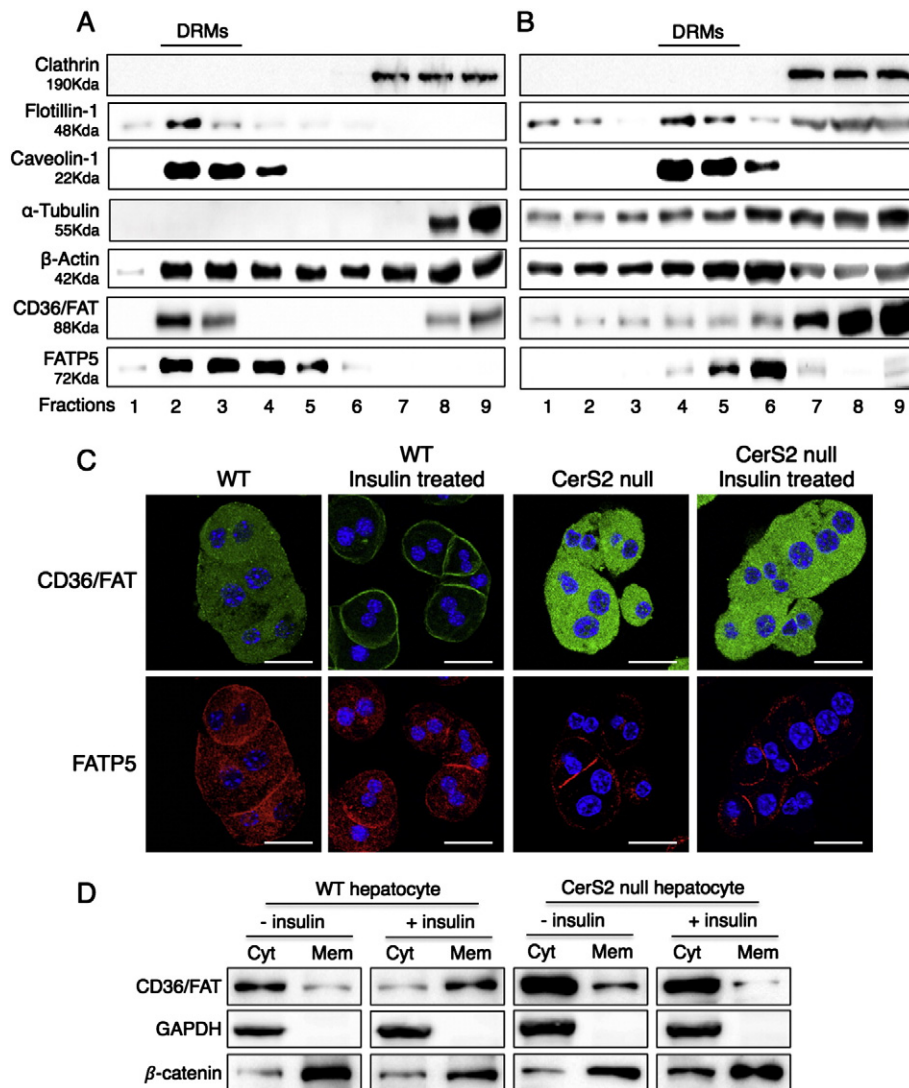 A
B
DRMs
DRMs
Clathrin
190Kda
Flotillin-1
48Kda
Caveolin-1
22Kda
α-Tubulin
55Kda
β-Actin
42Kda
CD36/FAT
88Kda
FATP5
72Kda
Fractions 1 2 3 4 5 6 7 8 9 1 2 3 4 5 6 7 8 9
C
WT
WT
Insulin treated
CerS2 null
CerS2 null
Insulin treated
CD36/FAT
FATP5
D
WT hepatocyte
CerS2 null hepatocyte
- insulin + insulin - insulin + insulin
Cyt Mem Cyt Mem Cyt Mem Cyt Mem
CD36/FAT
GAPDH
β-catenin